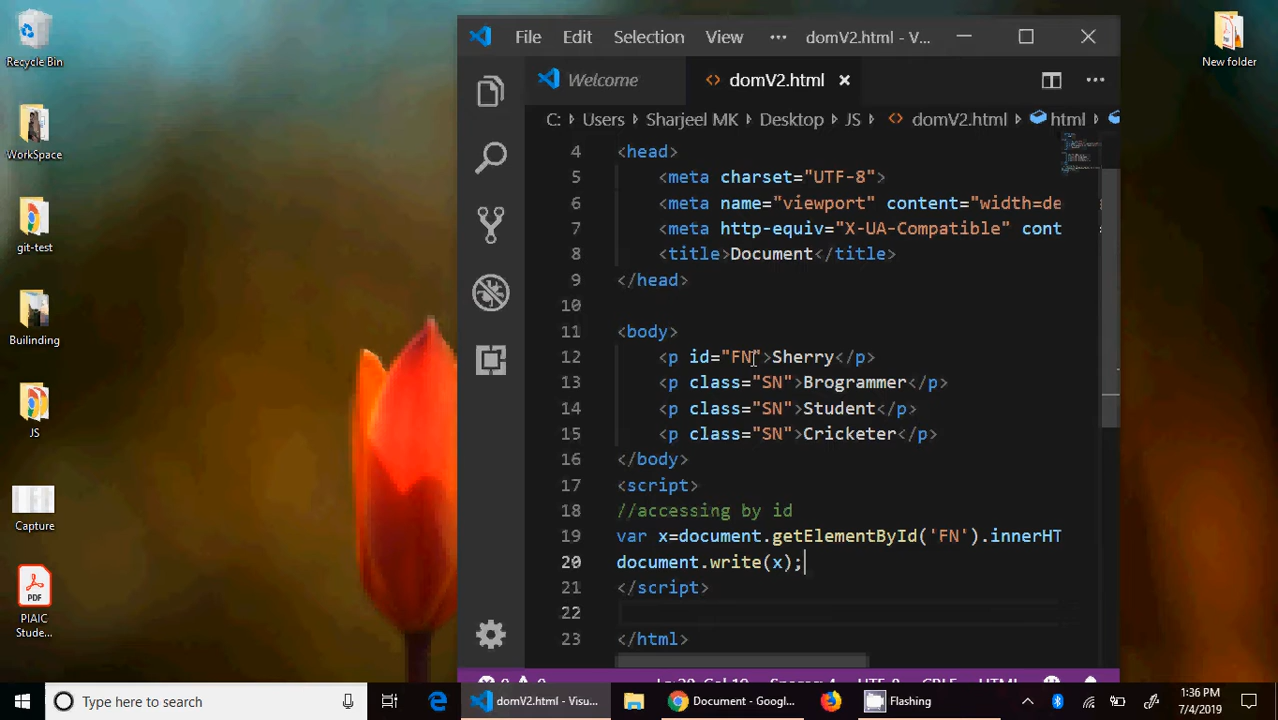 Recycle Bin
WorkSpace
git-test
Builinding
JS
Capture
PDF
PIAIC
Stude...
New folder
File Edit Selection View ··· domV2.html - V...
Welcome
<> domV2.html
C: > Users > Sharjeel MK > Desktop > JS > <> domV2.html > html >
4 <head>
5 <meta charset="UTF-8">
6 <meta name="viewport" content="width=de
7 <meta http-equiv="X-UA-Compatible" cont
8 <title>Document</title>
9 </head>
10
11 <body>
12 <p id="FN">Sherry</p>
13 <p class="SN">Brogrammer</p>
14 <p class="SN">Student</p>
15 <p class="SN">Cricketer</p>
16 </body>
17 <script>
18 //accessing by id
19 var x=document.getElementById('FN').innerHT
20 document.write(x);
21 </script>
22
23 </html>
Type here to search
domV2.html - Visu...
Document - Googl...
Flashing
1:36 PM
7/4/2019